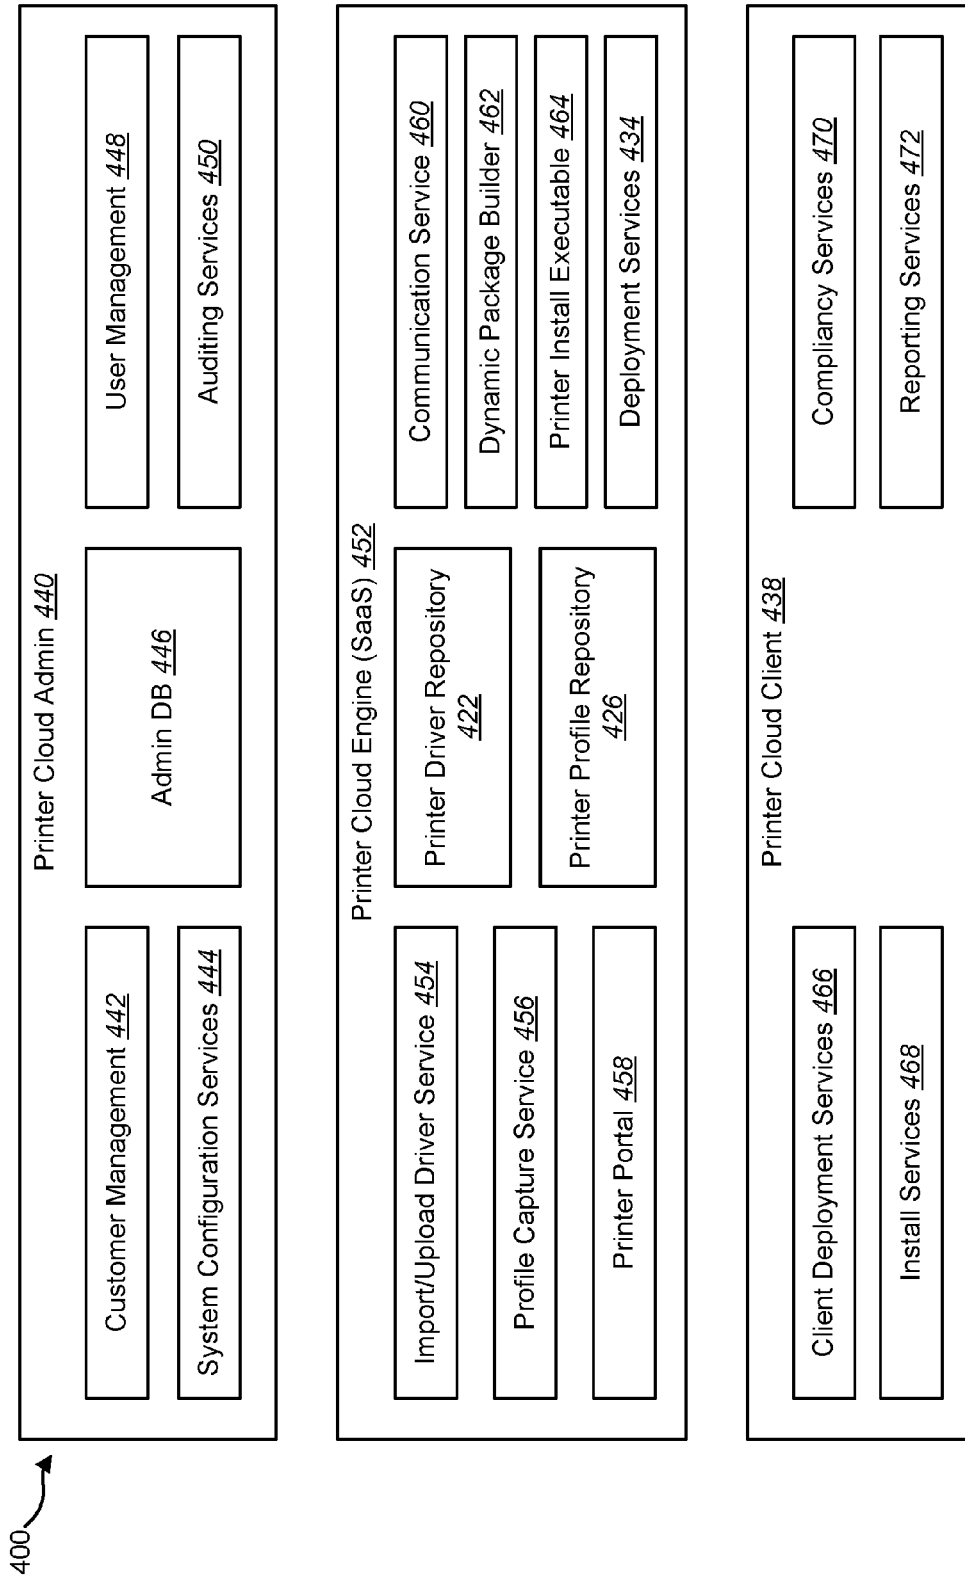 400
Printer Cloud Admin 440
Customer Management 442
System Configuration Services 444
Admin DB 446
User Management 448
Auditing Services 450
Printer Cloud Engine (SaaS) 452
Import/Upload Driver Service 454
Profile Capture Service 456
Printer Portal 458
Printer Driver Repository
422
Printer Profile Repository
426
Communication Service 460
Dynamic Package Builder 462
Printer Install Executable 464
Deployment Services 434
Printer Cloud Client 438
Client Deployment Services 466
Install Services 468
Compliancy Services 470
Reporting Services 472